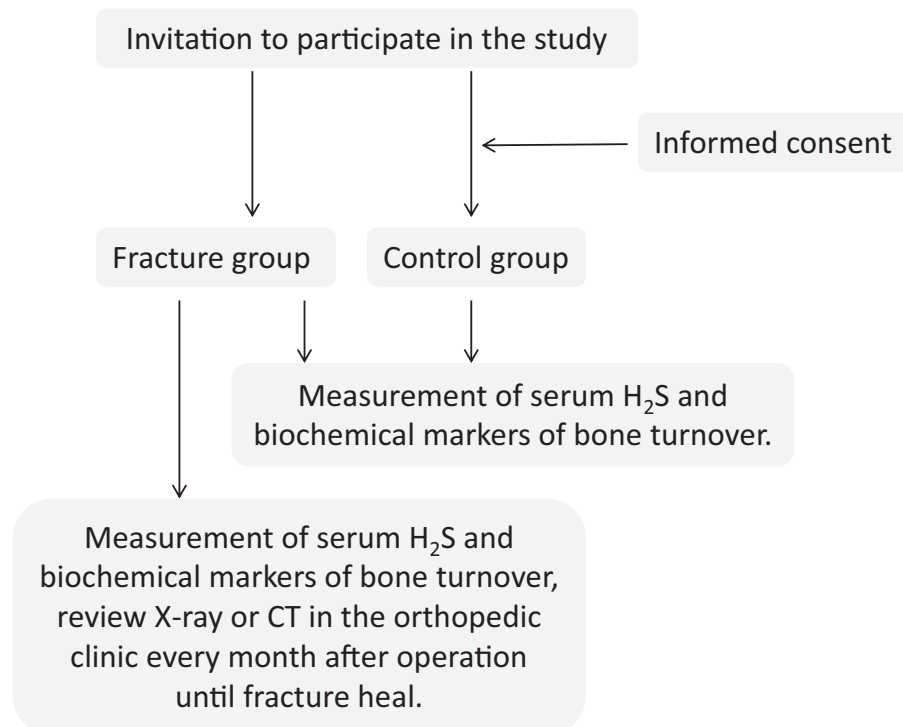 Invitation to participate in the study
Informed consent
Fracture group
Control group
Measurement of serum H₂S and
biochemical markers of bone turnover.
Measurement of serum H₂S and
biochemical markers of bone turnover,
review X-ray or CT in the orthopedic
clinic every month after operation
until fracture heal.